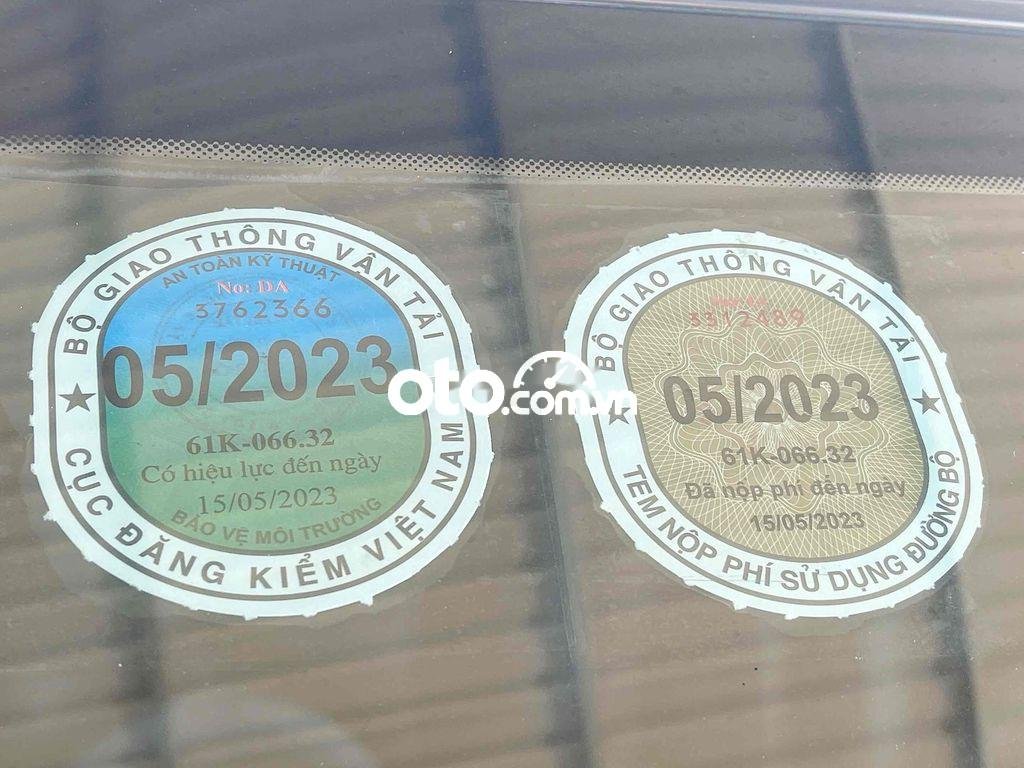 BỘ GIAO THÔNG VẬN TẢI
AN TOÀN KỸ THUẬT
No: DA
3762366
05/2023
61K-066.32
Có hiệu lực đến ngày
15/05/2023
BẢO VỆ MÔI TRƯỜNG
CỤC ĐĂNG KIỂM VIỆT NAM
oto.com.vn
BỘ GIAO THÔNG VẬN TẢI
3312489
05/2023
61K-066.32
Đã nộp phí đến ngày
15/05/2023
TEM NỘP PHÍ SỬ DỤNG ĐƯỜNG BỘ